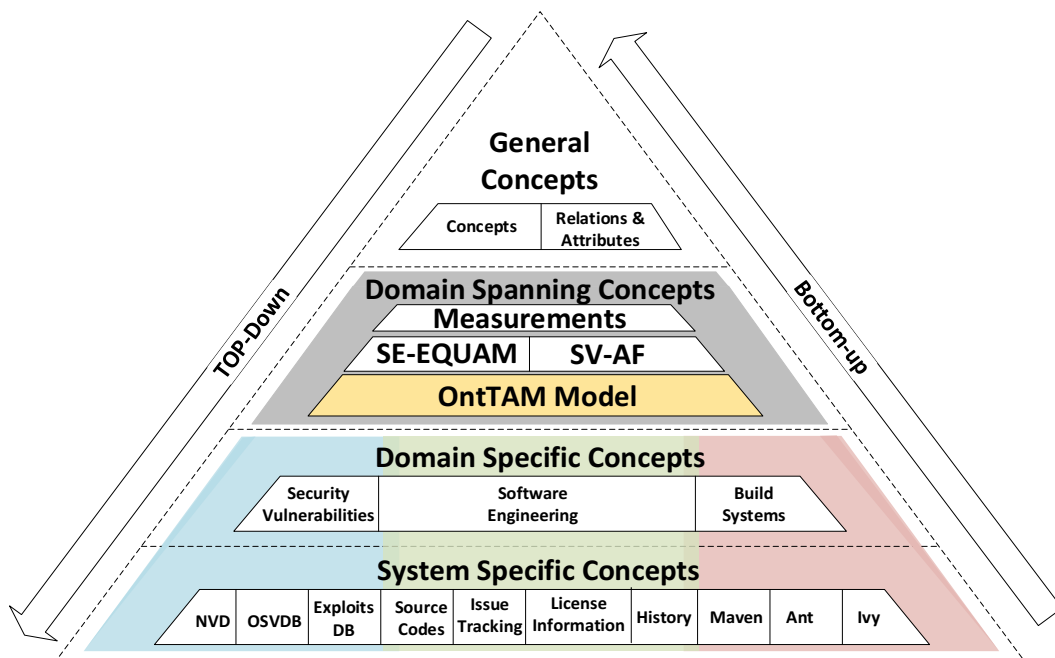 General
Concepts
Concepts
Relations &
Attributes
TOP-Down
Bottom-up
Domain Spanning Concepts
Measurements
SE-EQUAM
SV-AF
OntTAM Model
Domain Specific Concepts
Security
Vulnerabilities
Software
Engineering
Build
Systems
System Specific Concepts
NVD
OSVDB
Exploits
DB
Source
Codes
Issue
Tracking
License
Information
History
Maven
Ant
Ivy